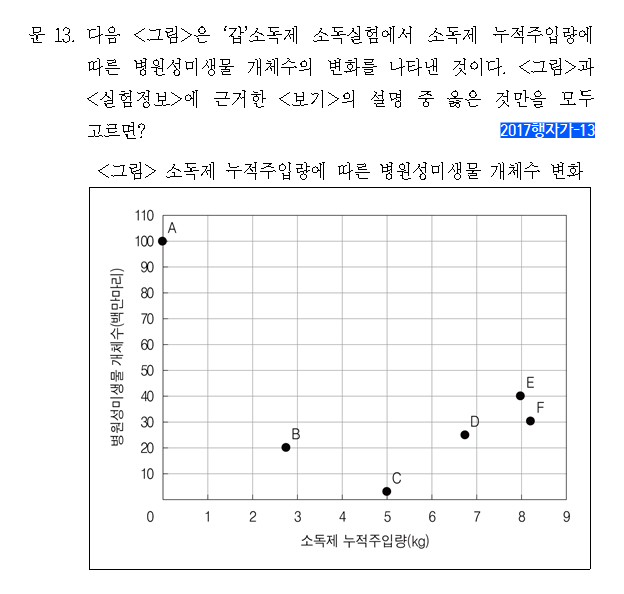 문 13. 다음 <그림>은 ‘갑’소독제 소독실험에서 소독제 누적주입량에
따른 병원성미생물 개체수의 변화를 나타낸 것이다. <그림>과
<실험정보>에 근거한 <보기>의 설명 중 옳은 것만을 모두
고르면?
2017행자가-13
<그림> 소독제 누적주입량에 따른 병원성미생물 개체수 변화
병원성미생물 개체수(백만마리)
110
100
90
80
70
60
50
40
30
20
10
A
B
C
D
E
F
0 1 2 3 4 5 6 7 8 9
소독제 누적주입량(kg)